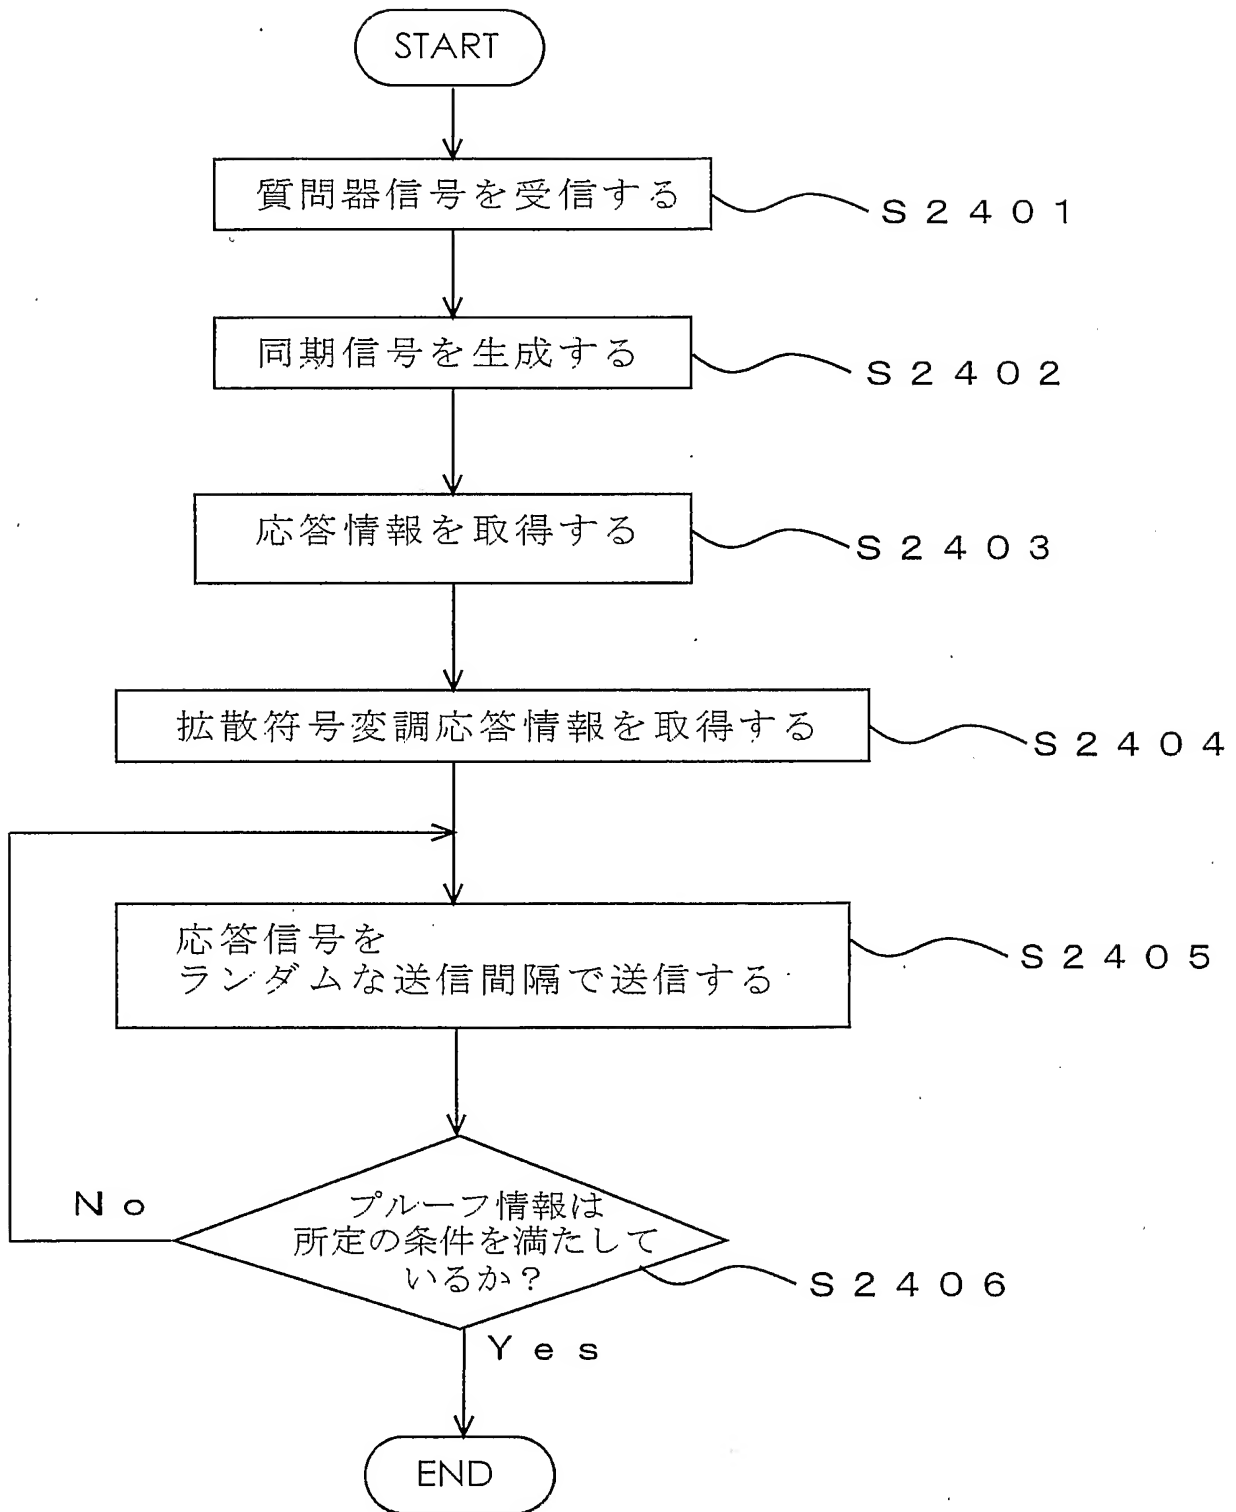 START
質問器信号を受信する
S2401
同期信号を生成する
S2402
応答情報を取得する
S2403
拡散符号変調応答情報を取得する
S2404
応答信号を
ランダムな送信間隔で送信する
S2405
No
プルーフ情報は
所定の条件を満たして
いるか?
S2406
Yes
END